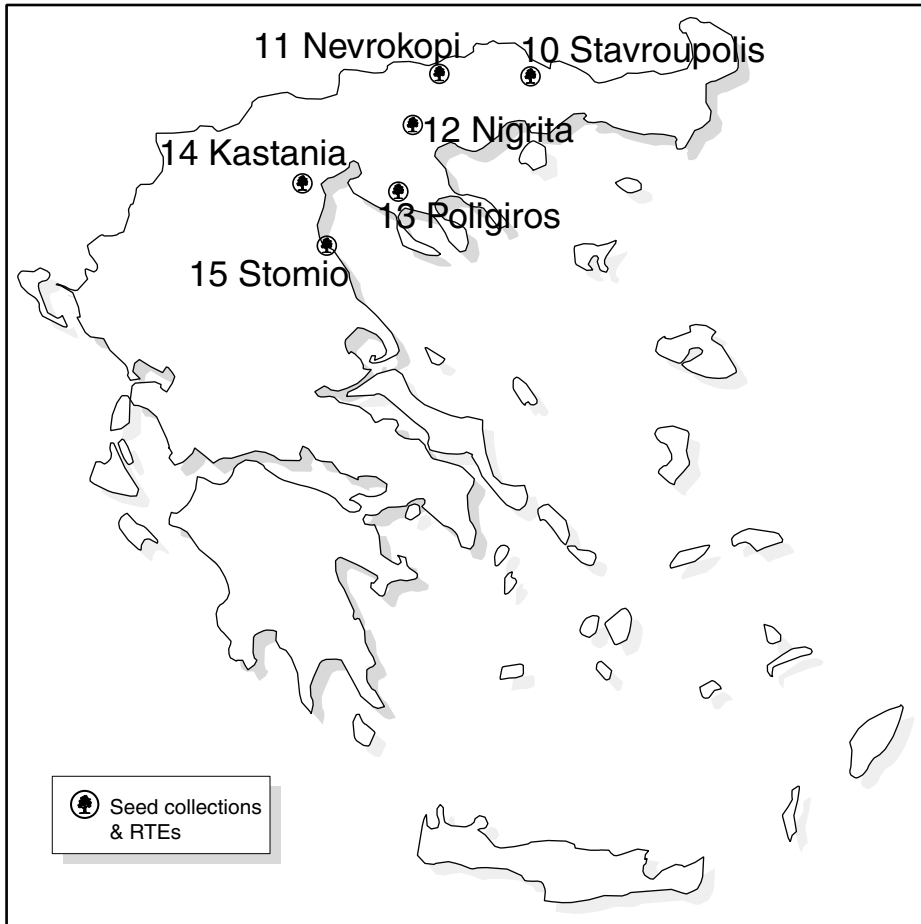 11 Nevrokopi
10 Stavroupolis
12 Nigrita
14 Kastania
13 Poligiros
15 Stomio
Seed collections
& RTEs